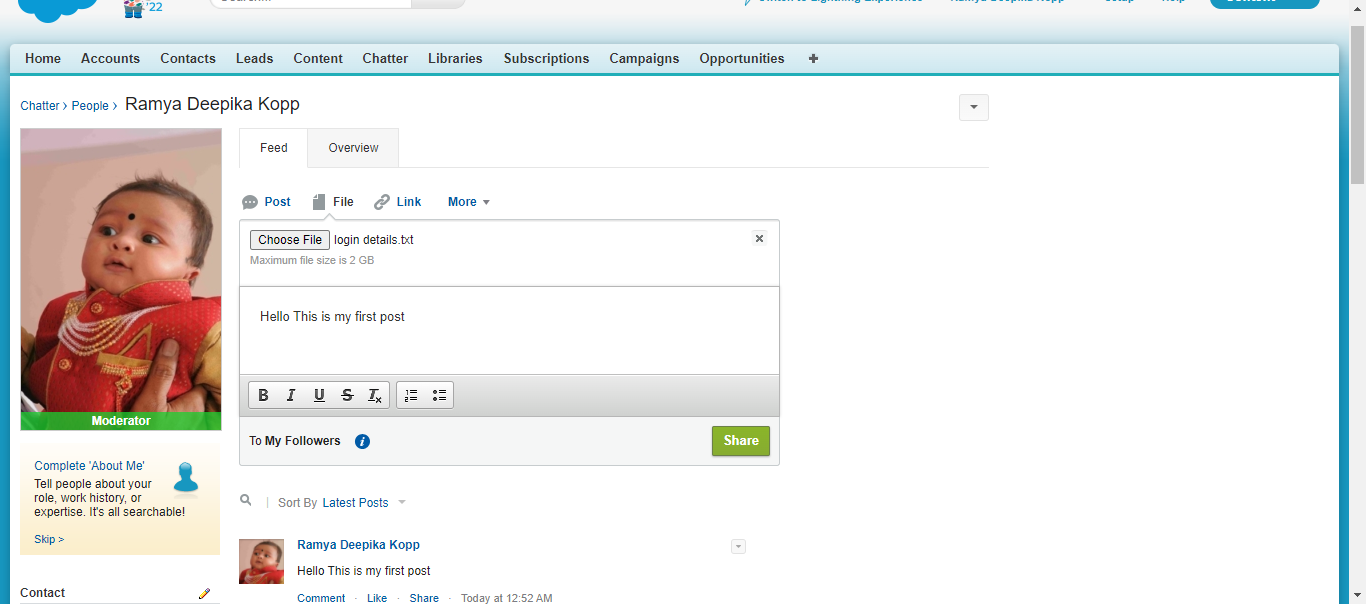 '22
Home Accounts Contacts Leads Content Chatter Libraries Subscriptions Campaigns Opportunities +
Chatter › People › Ramya Deepika Kopp
Feed Overview
Post File Link More
Choose File login details.txt
Maximum file size is 2 GB
Hello This is my first post
B I U S Tx
To My Followers i Share
Moderator
Complete 'About Me'
Tell people about your
role, work history, or
expertise. It's all searchable!
Skip >
Contact
Sort By Latest Posts
Ramya Deepika Kopp
Hello This is my first post
Comment · Like · Share · Today at 12:52 AM